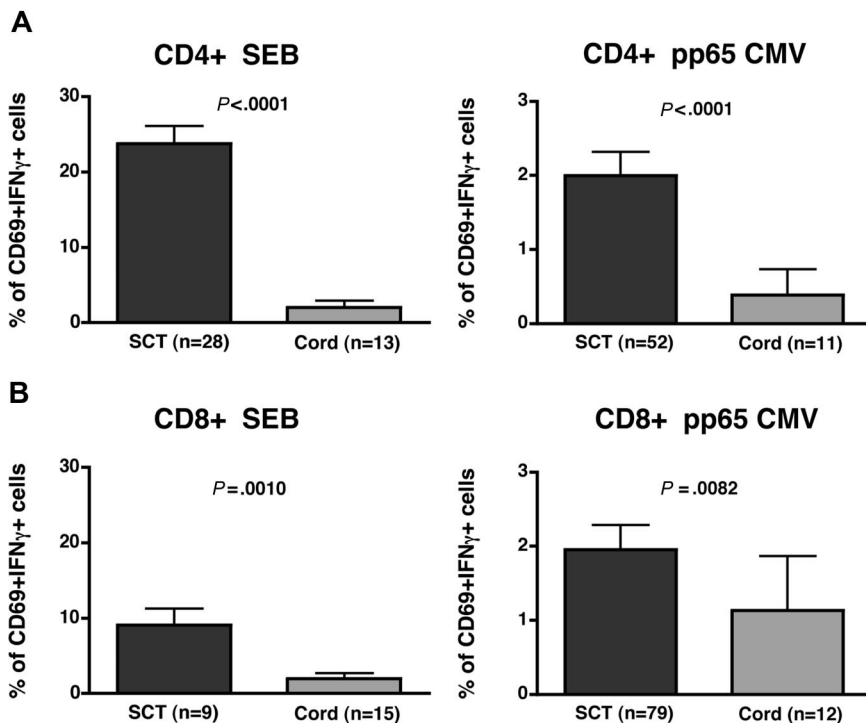 A
CD4+ SEB
% of CD69+IFNγ+ cells
30
20
10
0
P<.0001
SCT (n=28)
Cord (n=13)
CD4+ pp65 CMV
% of CD69+IFNγ+ cells
3
2
1
0
P<.0001
SCT (n=52)
Cord (n=11)
B
CD8+ SEB
% of CD69+IFNγ+ cells
30
20
10
0
P=.0010
SCT (n=9)
Cord (n=15)
CD8+ pp65 CMV
% of CD69+IFNγ+ cells
3
2
1
0
P =.0082
SCT (n=79)
Cord (n=12)